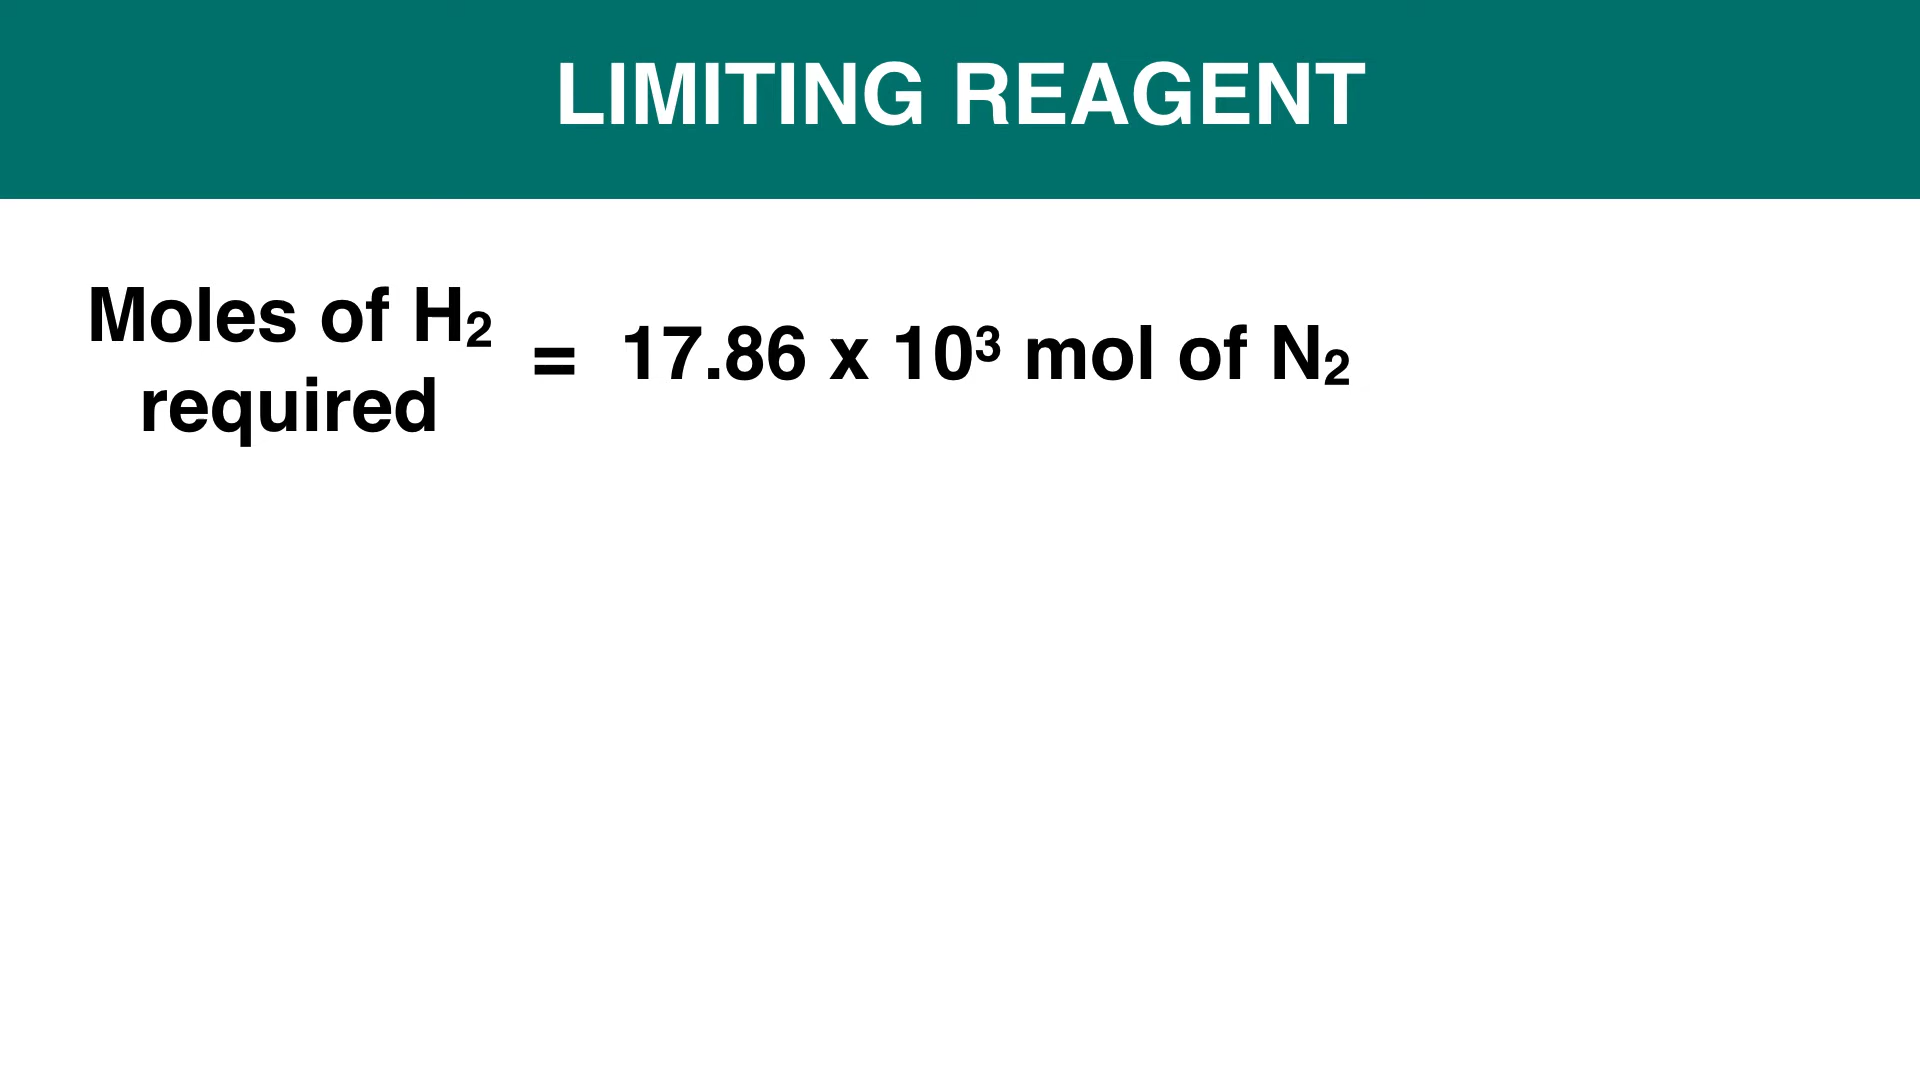 LIMITING REAGENT
Moles of H₂
required
= 17.86 x 10³ mol of N₂